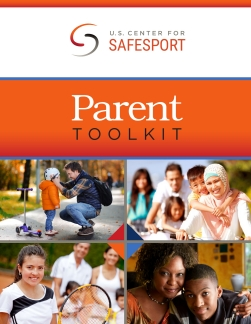 U.S. CENTER FOR
SAFESPORT
Parent
TOOLKIT